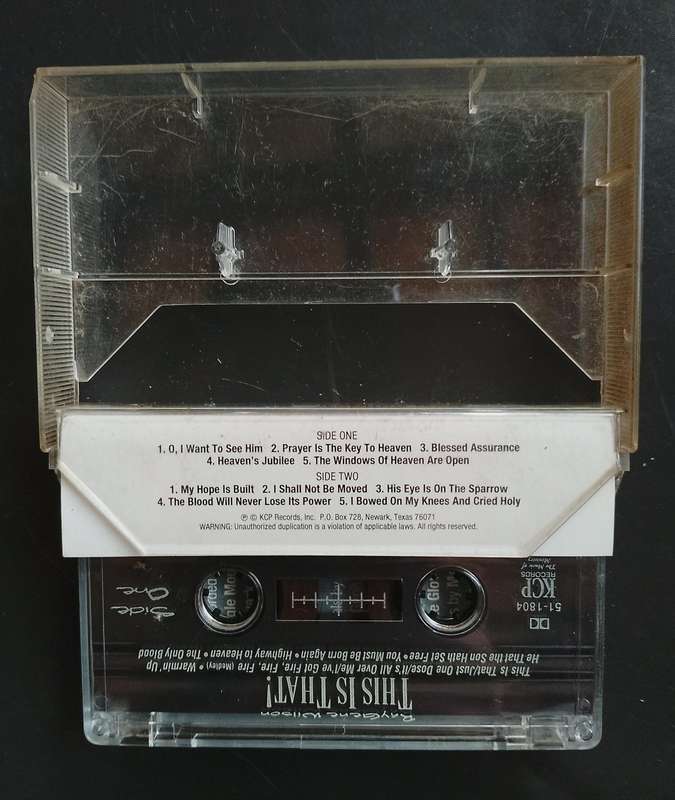 SIDE ONE
1. O, I Want To See Him 2. Prayer Is The Key To Heaven 3. Blessed Assurance
4. Heaven's Jubilee 5. The Windows Of Heaven Are Open
SIDE TWO
1. My Hope Is Built 2. I Shall Not Be Moved 3. His Eye Is On The Sparrow
4. The Blood Will Never Lose Its Power 5. I Bowed On My Knees And Cried Holy
℗ © KCP Records, Inc. P.O. Box 728, Newark, Texas 76071
WARNING: Unauthorized duplication is a violation of applicable laws. All rights reserved.
RayGene Wilson
THIS IS THAT!
This Is That/Just One Dose/It's All Over Me/I've Got Fire, Fire, Fire (Medley) • Warmin' Up
He That the Son Hath Set Free • You Must Be Born Again • Highway to Heaven • The Only Blood
Side
One
51-1804
KCP
RECORDS
The Music of
Ministry